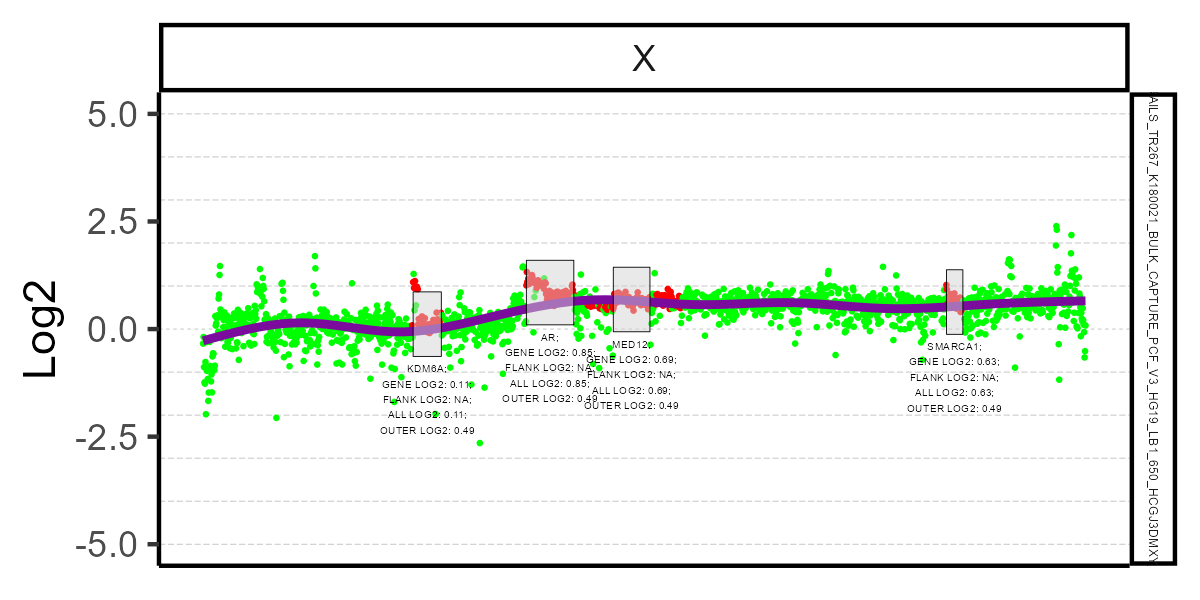 X
Log2
5.0
2.5
0.0
-2.5
-5.0
KDM6A;
GENE LOG2: 0.11;
FLANK LOG2: NA;
ALL LOG2: 0.11;
OUTER LOG2: 0.49
AR;
GENE LOG2: 0.85;
FLANK LOG2: NA;
ALL LOG2: 0.85;
OUTER LOG2: 0.49
MED12;
GENE LOG2: 0.69;
FLANK LOG2: NA;
ALL LOG2: 0.69;
OUTER LOG2: 0.49
SMARCA1;
GENE LOG2: 0.63;
FLANK LOG2: NA;
ALL LOG2: 0.63;
OUTER LOG2: 0.49
AILS_TR267_K180021_BULK_CAPTURE_PCF_V3_HG19_LB1_650_HCGJ3DMXY